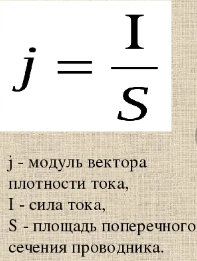 j = I / S
j - модуль вектора
плотности тока,
I - сила тока,
S - площадь поперечного
сечения проводника.